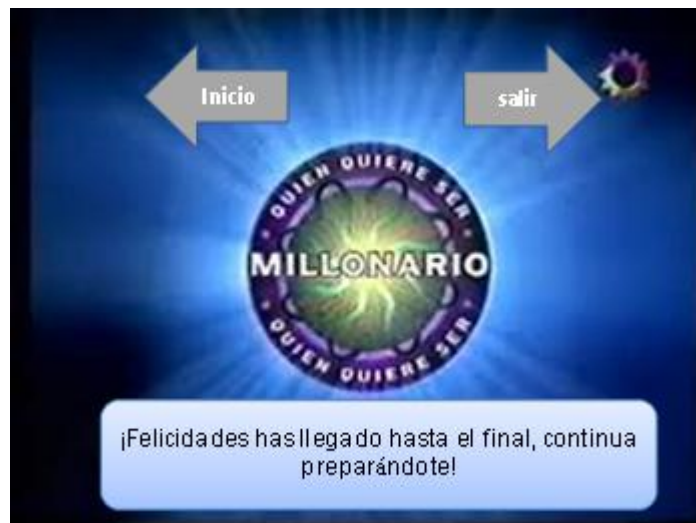 Inicio
salir
QUIEN QUIERE SER
MILLONARIO
QUIEN QUIERE SER
¡Felicidades has llegado hasta el final, continua
preparándote!